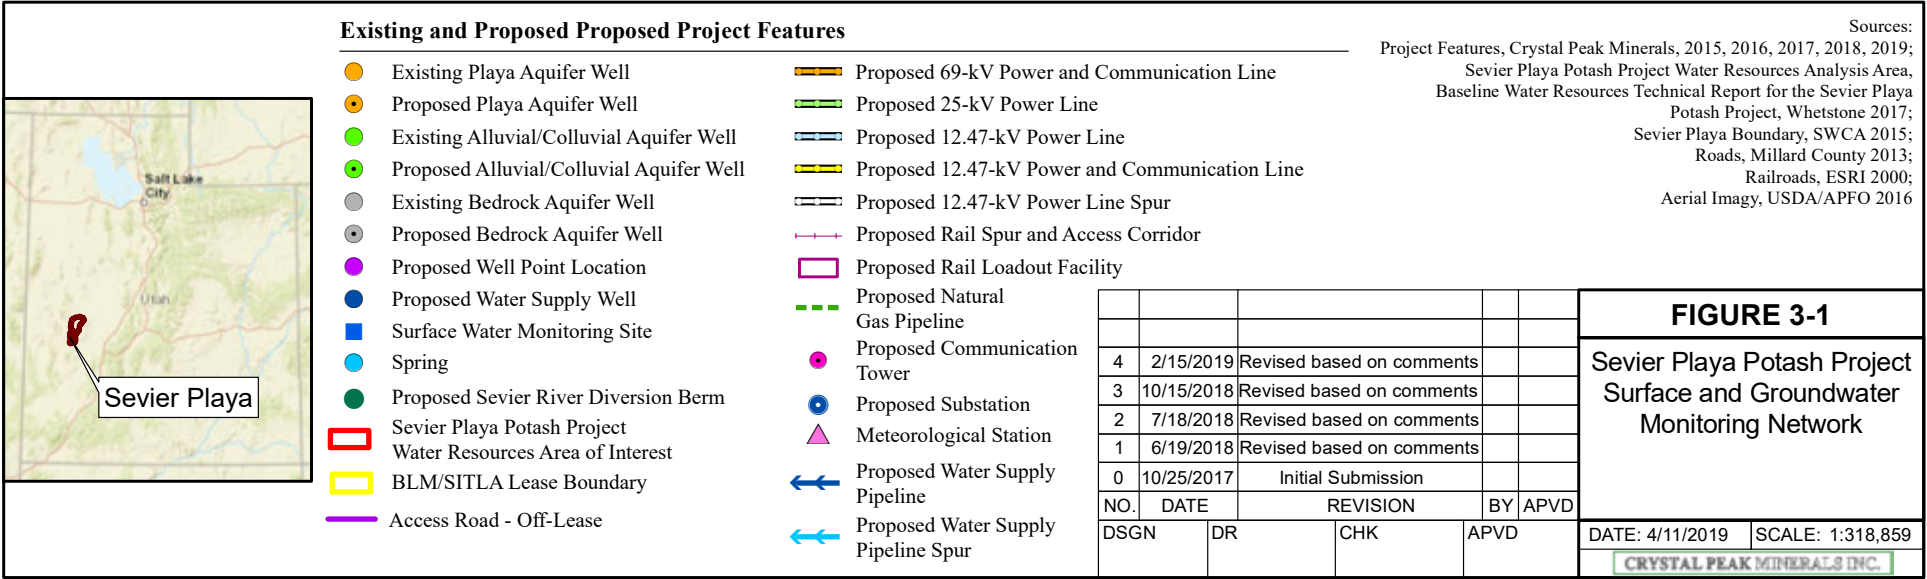 Existing and Proposed Proposed Project Features
Existing Playa Aquifer Well
Proposed Playa Aquifer Well
Existing Alluvial/Colluvial Aquifer Well
Proposed Alluvial/Colluvial Aquifer Well
Existing Bedrock Aquifer Well
Proposed Bedrock Aquifer Well
Proposed Well Point Location
Proposed Water Supply Well
Surface Water Monitoring Site
Spring
Proposed Sevier River Diversion Berm
Sevier Playa Potash Project
Water Resources Area of Interest
BLM/SITLA Lease Boundary
Access Road - Off-Lease
Proposed 69-kV Power and Communication Line
Proposed 25-kV Power Line
Proposed 12.47-kV Power Line
Proposed 12.47-kV Power and Communication Line
Proposed 12.47-kV Power Line Spur
Proposed Rail Spur and Access Corridor
Proposed Rail Loadout Facility
Proposed Natural
Gas Pipeline
Proposed Communication
Tower
Proposed Substation
Meteorological Station
Proposed Water Supply
Pipeline
Proposed Water Supply
Pipeline Spur
Sources:
Project Features, Crystal Peak Minerals, 2015, 2016, 2017, 2018, 2019;
Sevier Playa Potash Project Water Resources Analysis Area,
Baseline Water Resources Technical Report for the Sevier Playa
Potash Project, Whetstone 2017;
Sevier Playa Boundary, SWCA 2015;
Roads, Millard County 2013;
Railroads, ESRI 2000;
Aerial Imagy, USDA/APFO 2016
Salt Lake
City
Utah
Sevier Playa
4 2/15/2019 Revised based on comments
3 10/15/2018 Revised based on comments
2 7/18/2018 Revised based on comments
1 6/19/2018 Revised based on comments
0 10/25/2017 Initial Submission
NO. DATE REVISION BY APVD
DSGN DR CHK APVD
FIGURE 3-1
Sevier Playa Potash Project
Surface and Groundwater
Monitoring Network
DATE: 4/11/2019 SCALE: 1:318,859
CRYSTAL PEAK MINERALS INC.